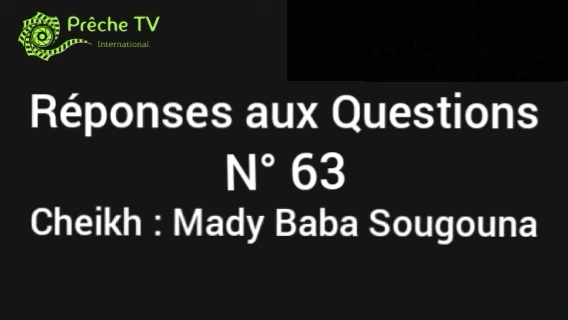 Prêche TV
International
Réponses aux Questions
N° 63
Cheikh : Mady Baba Sougouna